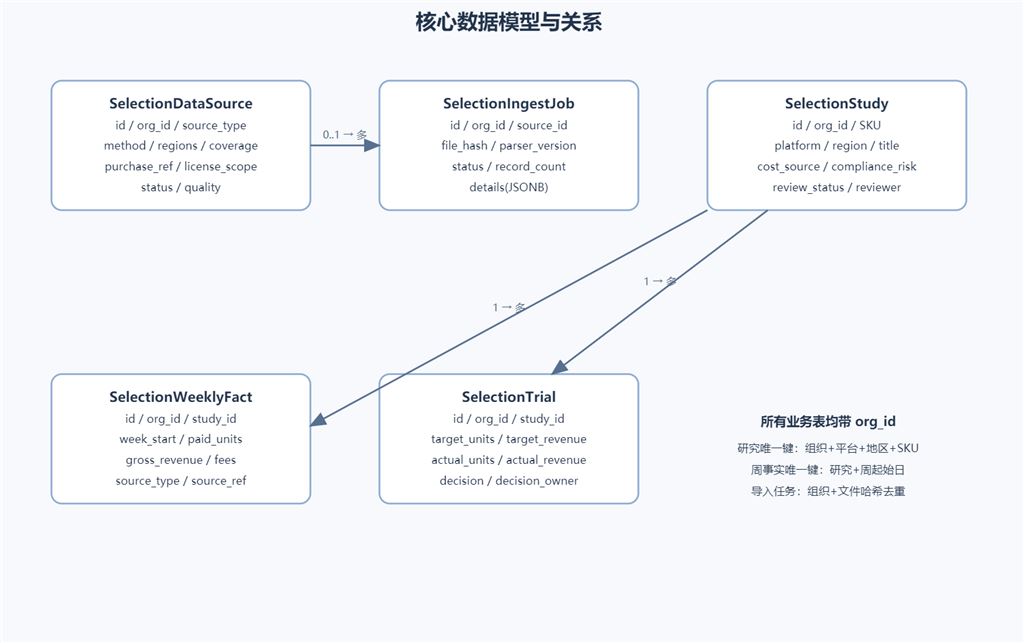 核心数据模型与关系
SelectionDataSource
id / org_id / source_type
method / regions / coverage
purchase_ref / license_scope
status / quality
0..1 → 多
SelectionIngestJob
id / org_id / source_id
file_hash / parser_version
status / record_count
details(JSONB)
SelectionStudy
id / org_id / SKU
platform / region / title
cost_source / compliance_risk
review_status / reviewer
1 → 多
1 → 多
SelectionWeeklyFact
id / org_id / study_id
week_start / paid_units
gross_revenue / fees
source_type / source_ref
SelectionTrial
id / org_id / study_id
target_units / target_revenue
actual_units / actual_revenue
decision / decision_owner
所有业务表均带 org_id
研究唯一键：组织+平台+地区+SKU
周事实唯一键：研究+周起始日
导入任务：组织+文件哈希去重